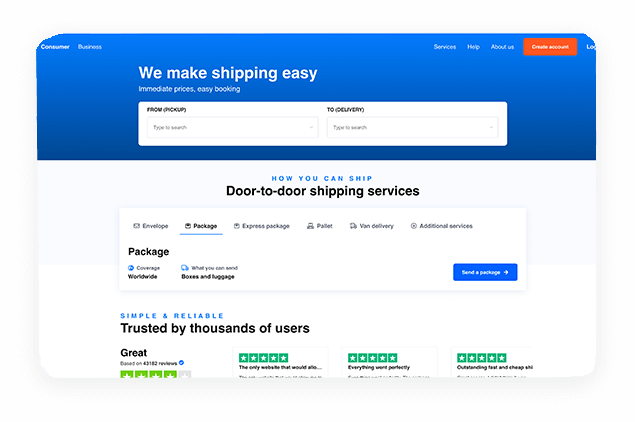 Consumer Business Services Help About us Create account Log
We make shipping easy
Immediate prices, easy booking
FROM (PICKUP) TO (DELIVERY)
Type to search Type to search
HOW YOU CAN SHIP
Door-to-door shipping services
Envelope Package Express package Pallet Van delivery Additional services
Package
Coverage What you can send
Worldwide Boxes and luggage
Send a package →
SIMPLE & RELIABLE
Trusted by thousands of users
Great
Based on 43182 reviews
The only website that would allo... Everything went perfectly Outstanding fast and cheap shi